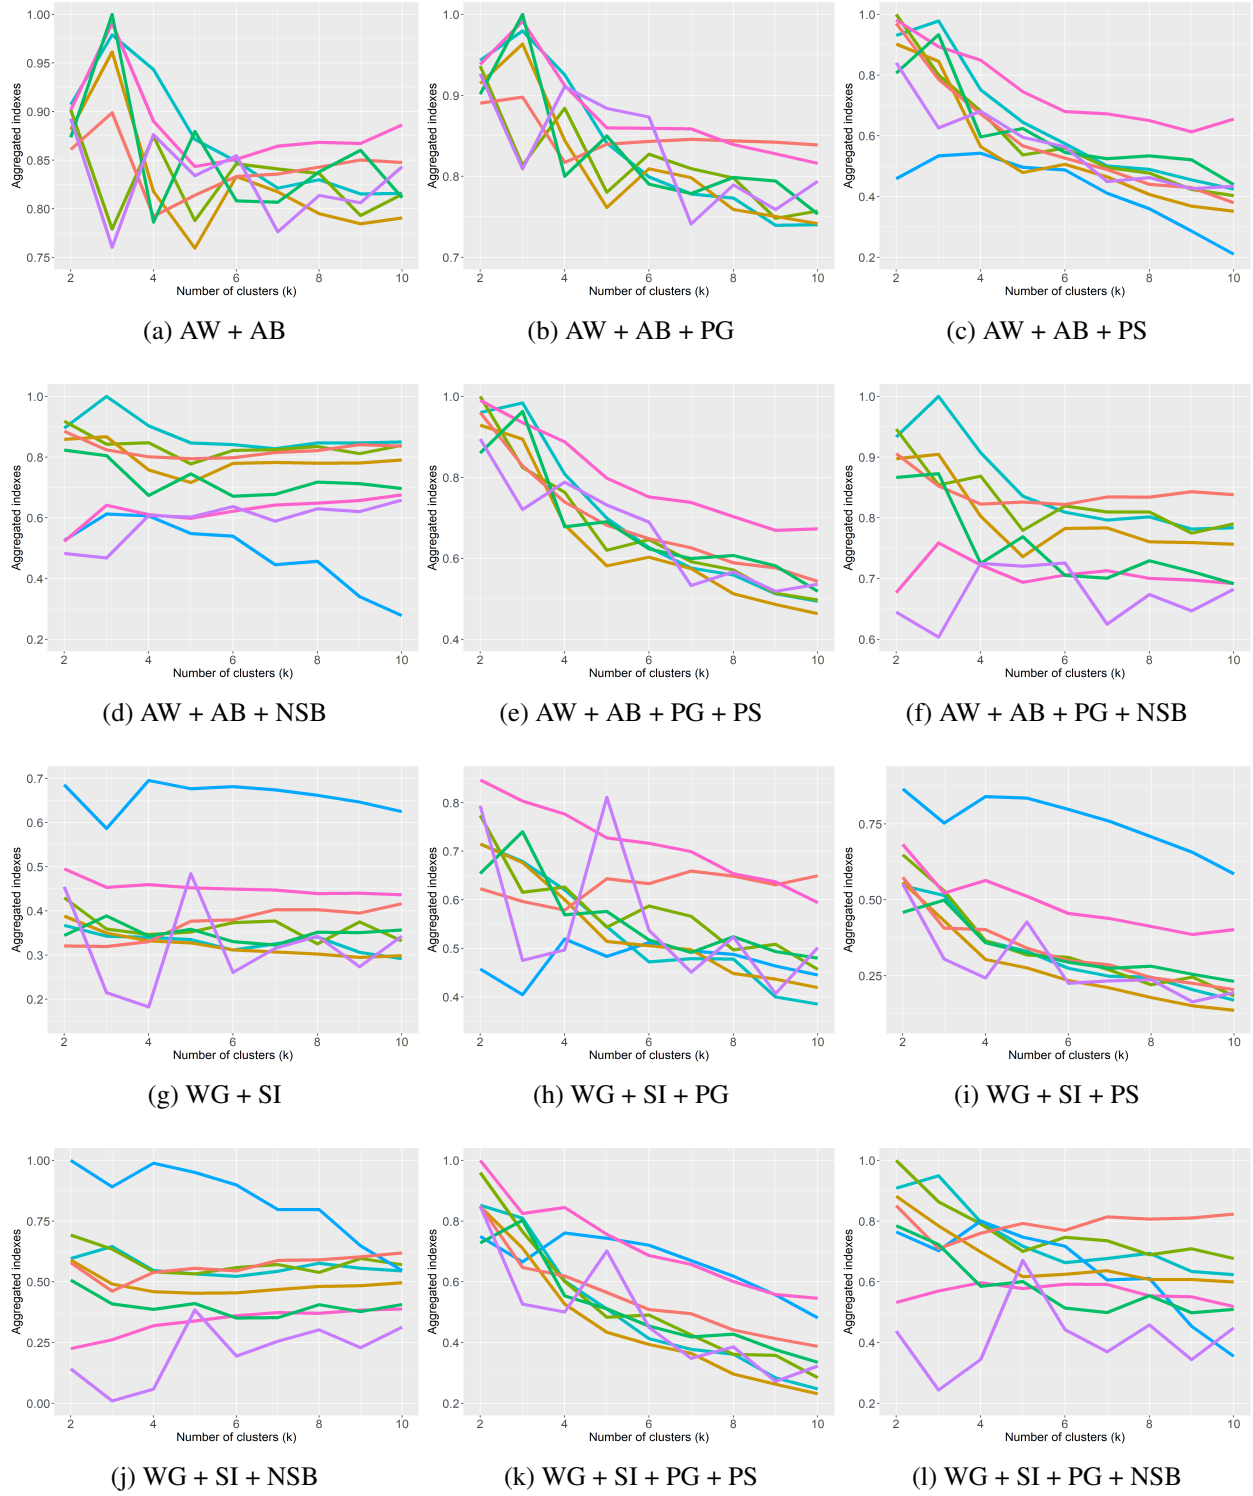 1.00
0.95
0.90
0.85
0.80
0.75
Aggregated indexes
2 4 6 8 10
Number of clusters (k)
(a) AW + AB
1.0
0.9
0.8
0.7
Aggregated indexes
2 4 6 8 10
Number of clusters (k)
(b) AW + AB + PG
1.0
0.8
0.6
0.4
0.2
Aggregated indexes
2 4 6 8 10
Number of clusters (k)
(c) AW + AB + PS
1.0
0.8
0.6
0.4
0.2
Aggregated indexes
2 4 6 8 10
Number of clusters (k)
(d) AW + AB + NSB
1.0
0.8
0.6
0.4
Aggregated indexes
2 4 6 8 10
Number of clusters (k)
(e) AW + AB + PG + PS
1.0
0.9
0.8
0.7
0.6
Aggregated indexes
2 4 6 8 10
Number of clusters (k)
(f) AW + AB + PG + NSB
0.7
0.6
0.5
0.4
0.3
0.2
Aggregated indexes
2 4 6 8 10
Number of clusters (k)
(g) WG + SI
0.8
0.7
0.6
0.5
0.4
Aggregated indexes
2 4 6 8 10
Number of clusters (k)
(h) WG + SI + PG
0.75
0.50
0.25
Aggregated indexes
2 4 6 8 10
Number of clusters (k)
(i) WG + SI + PS
1.00
0.75
0.50
0.25
0.00
Aggregated indexes
2 4 6 8 10
Number of clusters (k)
(j) WG + SI + NSB
1.0
0.8
0.6
0.4
0.2
Aggregated indexes
2 4 6 8 10
Number of clusters (k)
(k) WG + SI + PG + PS
1.0
0.8
0.6
0.4
0.2
Aggregated indexes
2 4 6 8 10
Number of clusters (k)
(l) WG + SI + PG + NSB